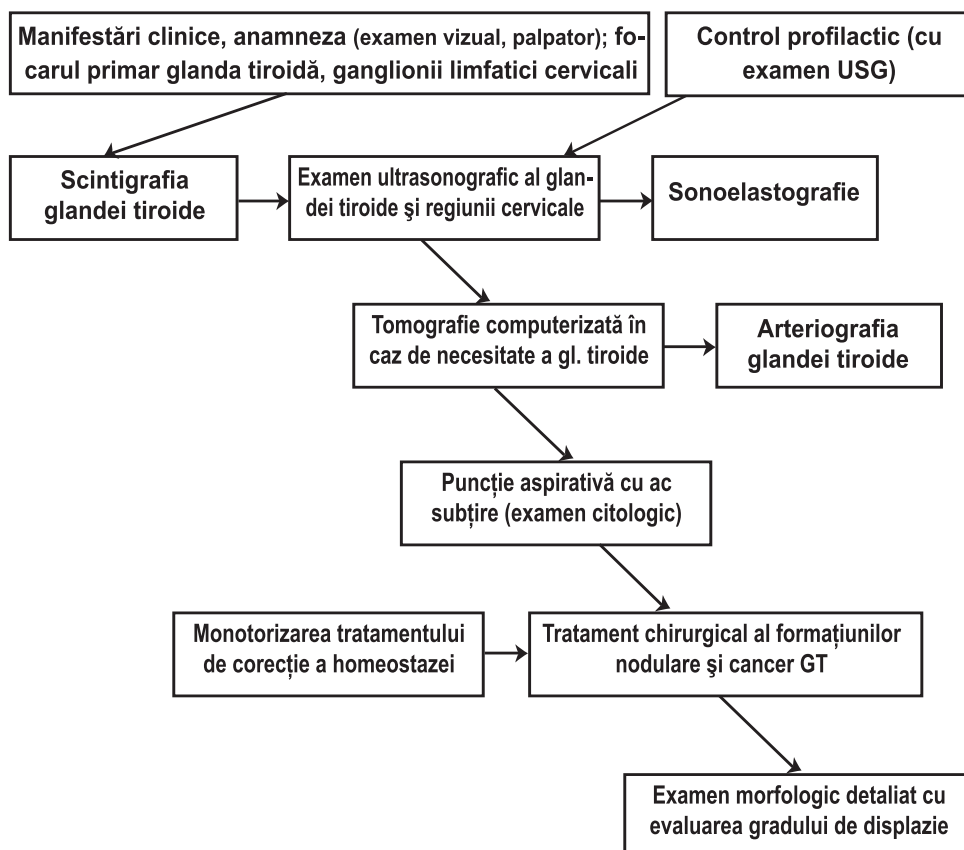 Manifestări clinice, anamneza (examen vizual, palpator); fo-
carul primar glanda tiroidă, ganglionii limfatici cervicali
Control profilactic (cu
examen USG)
Scintigrafia
glandei tiroide
Examen ultrasonografic al glan-
dei tiroide şi regiunii cervicale
Sonoelastografie
Tomografie computerizată în
caz de necesitate a gl. tiroide
Arteriografia
glandei tiroide
Puncție aspirativă cu ac
subțire (examen citologic)
Monotorizarea tratamentului
de corecție a homeostazei
Tratament chirurgical al formațiunilor
nodulare şi cancer GT
Examen morfologic detaliat cu
evaluarea gradului de displazie